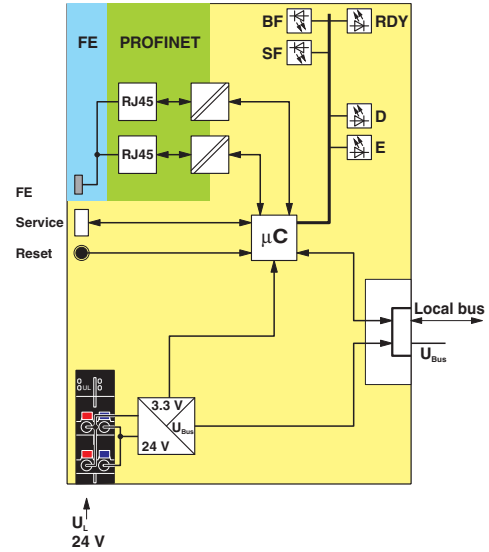 FE PROFINET
BF RDY
SF
RJ45
D
RJ45
E
FE
Service
µC
Reset
Local bus
UBus
UL
3.3 V
UBus
24 V
UL
24 V